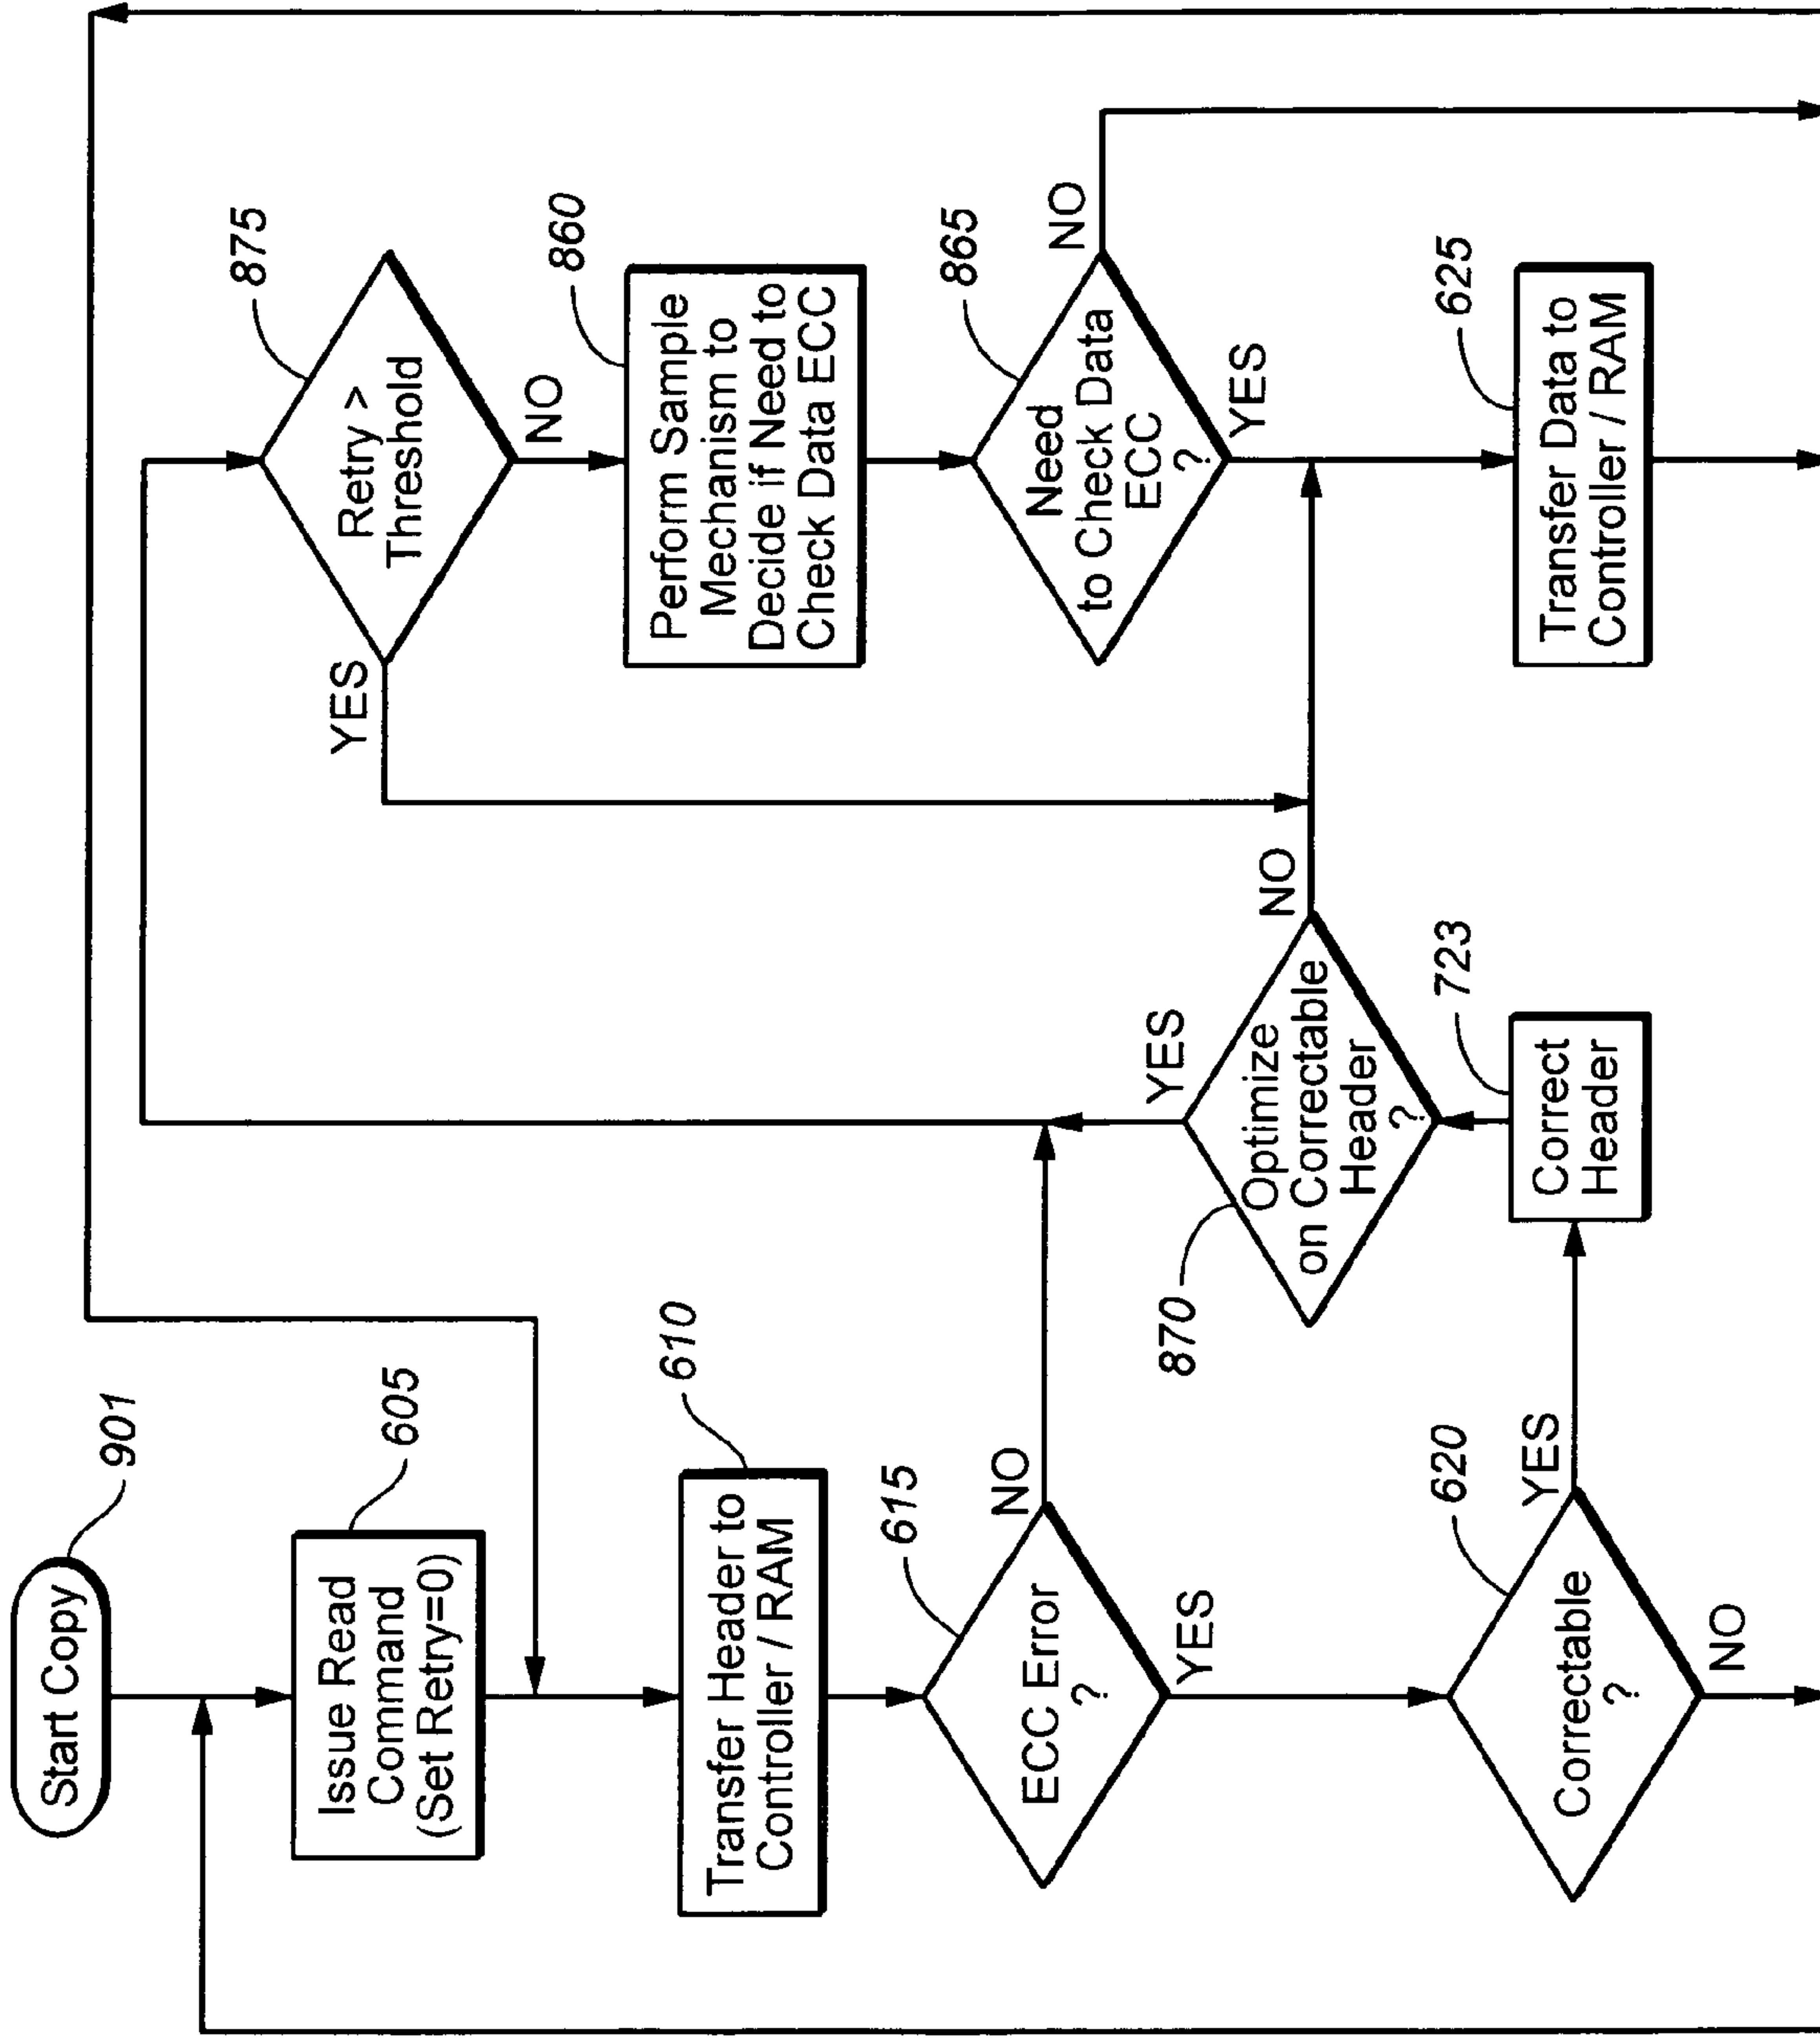 Start Copy
901
Issue Read
Command
(Set Retry=0)
605
Transfer Header to
Controller / RAM
610
ECC Error
?
615
NO
YES
Correctable
?
620
YES
NO
Correct
Header
723
Optimize
on Correctable
Header
?
870
YES
NO
Retry >
Threshold
875
YES
NO
Perform Sample
Mechanism to
Decide if Need to
Check Data ECC
860
Need
to Check Data
ECC
?
865
NO
YES
Transfer Data to
Controller / RAM
625